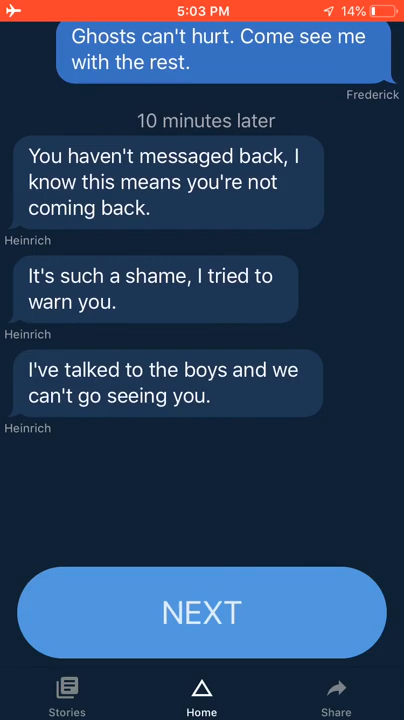 5:03 PM
14%
Ghosts can't hurt. Come see me
with the rest.
Frederick
10 minutes later
You haven't messaged back, I
know this means you're not
coming back.
Heinrich
It's such a shame, I tried to
warn you.
Heinrich
I've talked to the boys and we
can't go seeing you.
Heinrich
NEXT
Stories
Home
Share